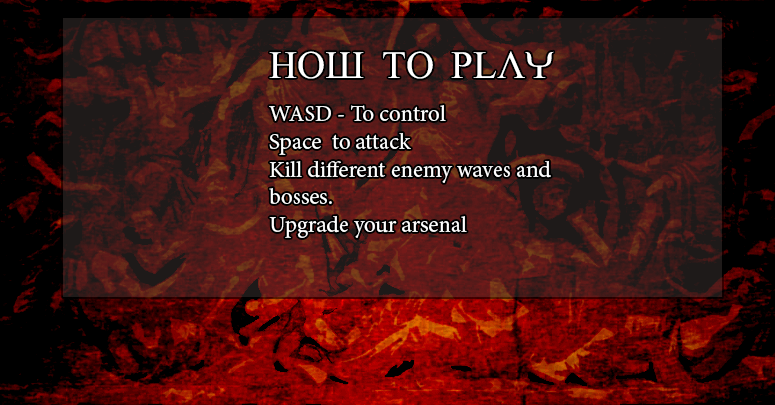 HOW TO PLAY
WASD - To control
Space  to attack
Kill different enemy waves and
bosses.
Upgrade your arsenal